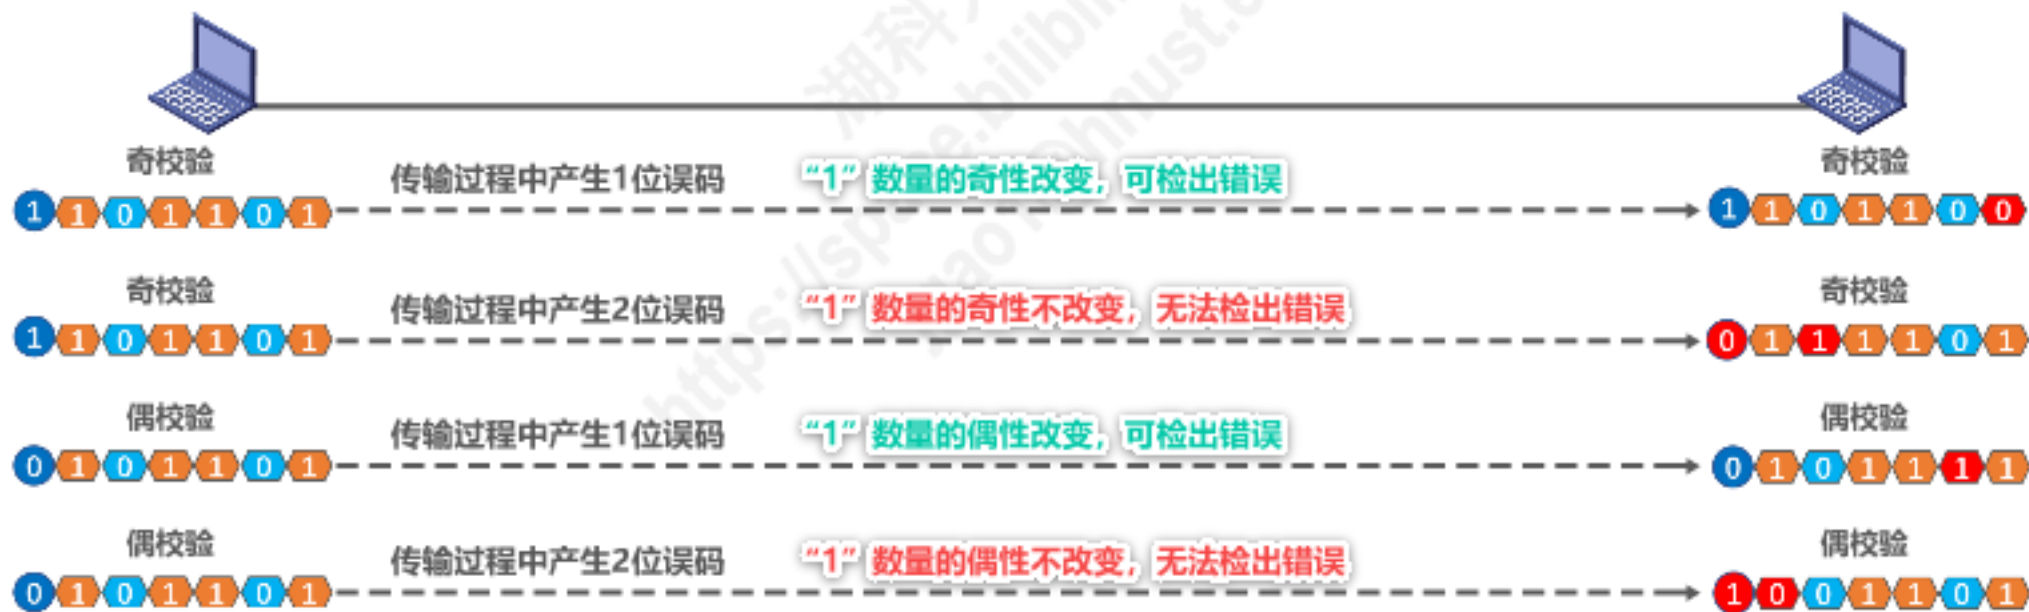 奇校验 奇校验
传输过程中产生1位误码 “1”数量的奇性改变，可检出错误
1 1 0 1 1 0 1 1 1 0 1 1 0 0
奇校验 奇校验
传输过程中产生2位误码 “1”数量的奇性不改变，无法检出错误
1 1 0 1 1 0 1 0 1 1 1 1 0 1
偶校验 偶校验
传输过程中产生1位误码 “1”数量的偶性改变，可检出错误
0 1 0 1 1 0 1 0 1 0 1 1 1 1
偶校验 偶校验
传输过程中产生2位误码 “1”数量的偶性不改变，无法检出错误
0 1 0 1 1 0 1 1 0 0 1 1 0 1